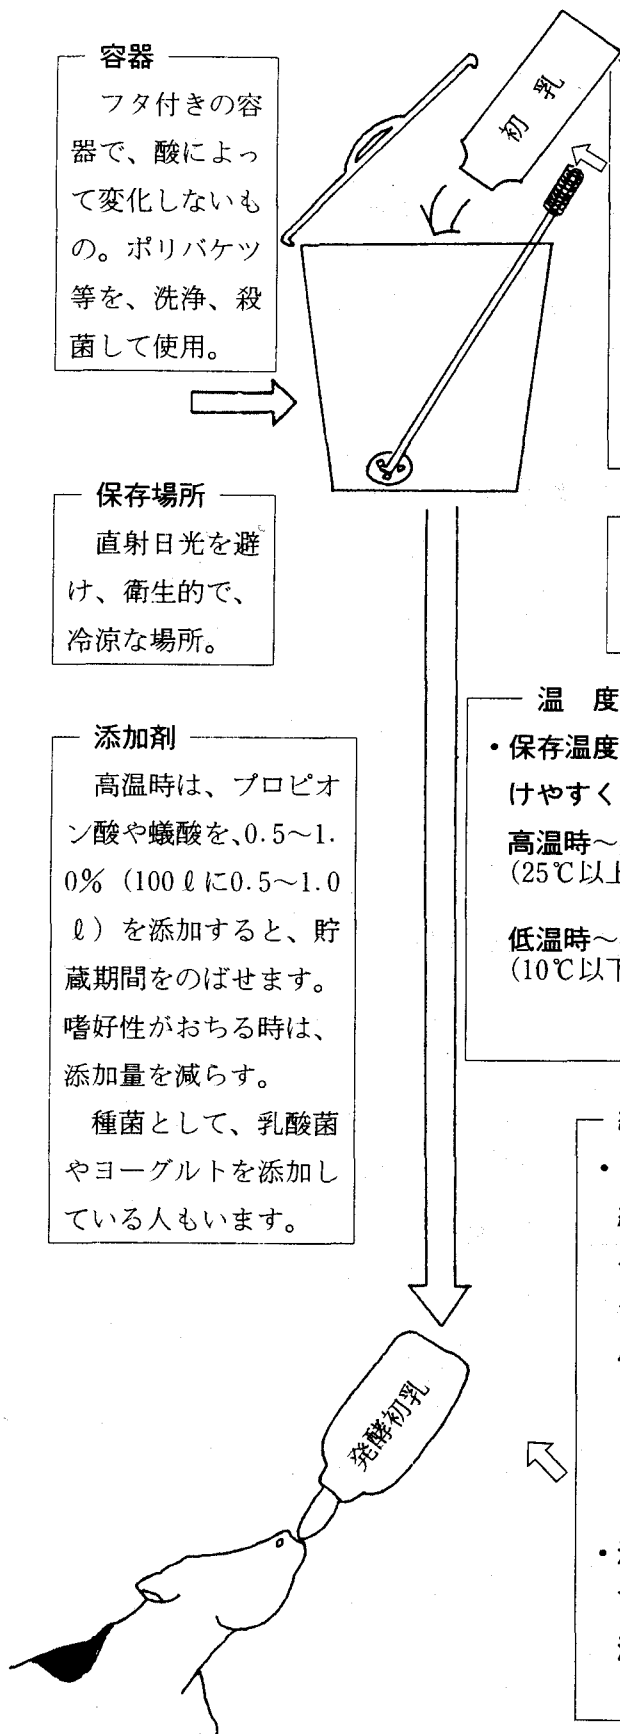 容器
フタ付きの容
器で、酸によっ
て変化しないも
の。ポリバケツ
等を、洗浄、殺
菌して使用。
初乳
保存場所
直射日光を避
け、衛生的で、
冷涼な場所。
添加剤
高温時は、プロピオ
ン酸や蟻酸を、0.5～1.
0%（100ℓに0.5～1.0
ℓ）を添加すると、貯
蔵期間をのばせます。
嗜好性がおちる時は、
添加量を減らす。
種菌として、乳酸菌
やヨーグルトを添加し
ている人もいます。
温度
・保存温度
けやすく
高温時～
(25℃以上
低温時～
(10℃以下
発酵初乳